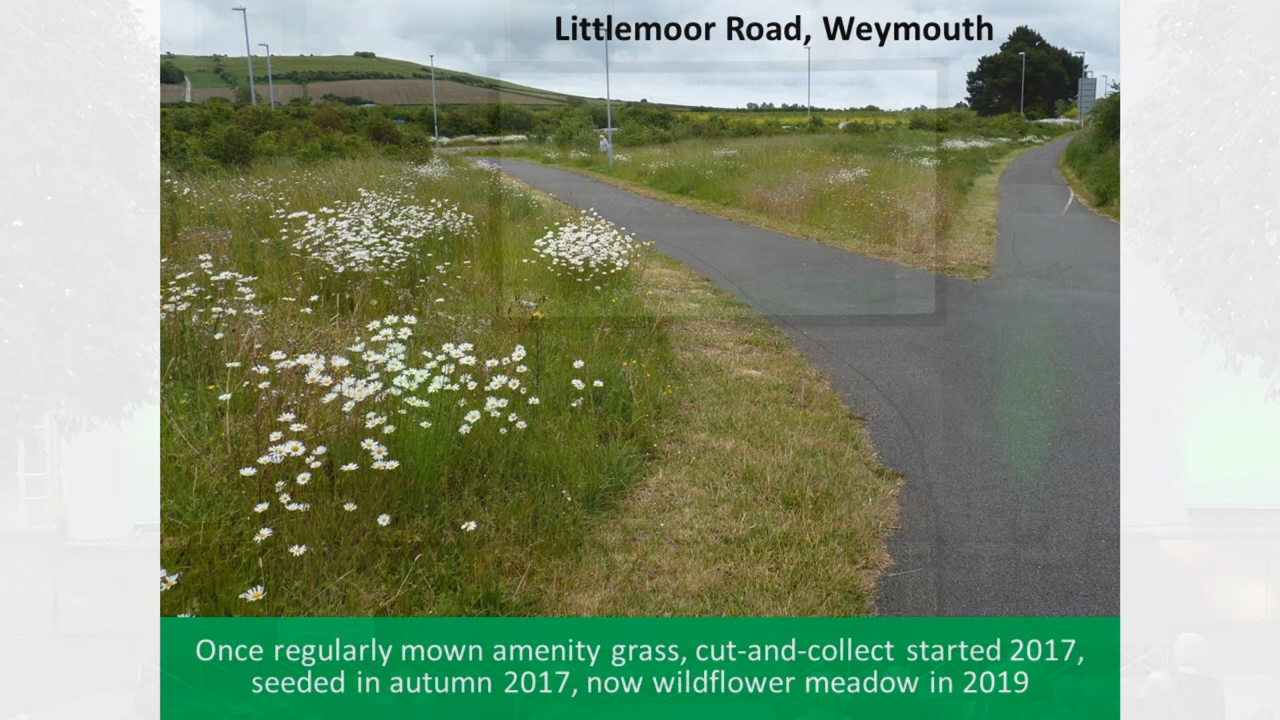 Littlemoor Road, Weymouth
Once regularly mown amenity grass, cut-and-collect started 2017,
seeded in autumn 2017, now wildflower meadow in 2019